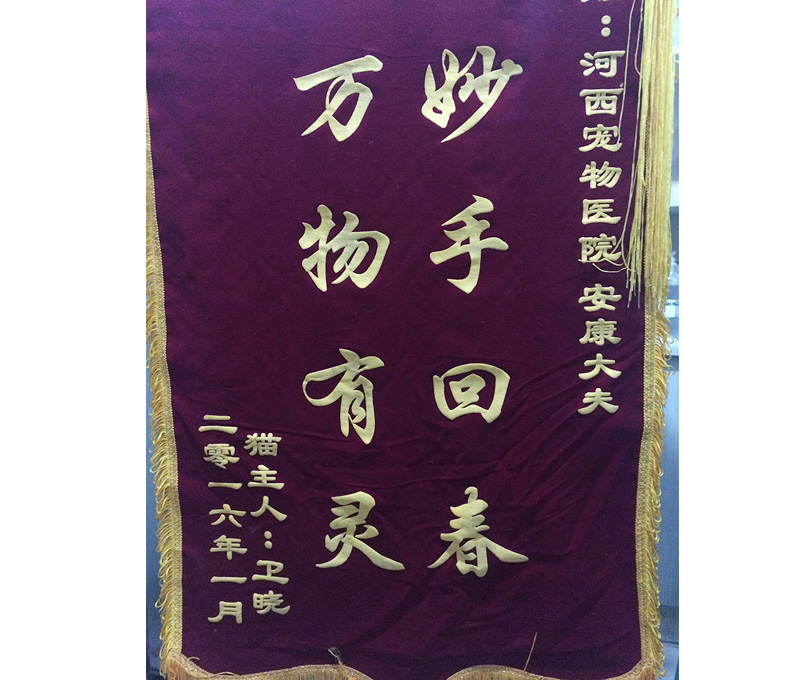 ：河西宠物医院 安康大夫
妙手回春
万物有灵
猫主人：卫晓
二零一六年一月